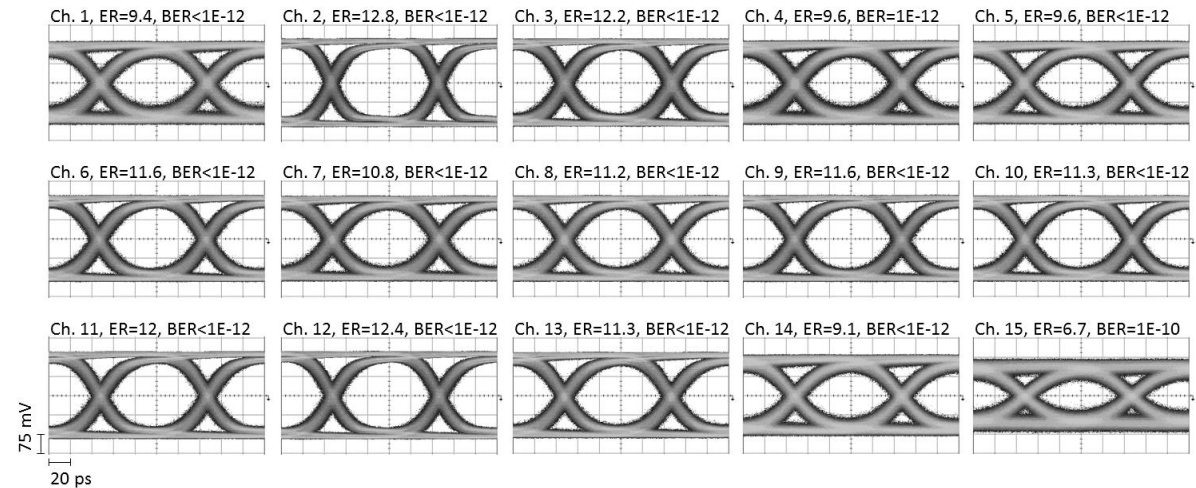 Ch. 1, ER=9.4, BER<1E-12
Ch. 2, ER=12.8, BER<1E-12
Ch. 3, ER=12.2, BER<1E-12
Ch. 4, ER=9.6, BER=1E-12
Ch. 5, ER=9.6, BER<1E-12
Ch. 6, ER=11.6, BER<1E-12
Ch. 7, ER=10.8, BER<1E-12
Ch. 8, ER=11.2, BER<1E-12
Ch. 9, ER=11.6, BER<1E-12
Ch. 10, ER=11.3, BER<1E-12
Ch. 11, ER=12, BER<1E-12
Ch. 12, ER=12.4, BER<1E-12
Ch. 13, ER=11.3, BER<1E-12
Ch. 14, ER=9.1, BER<1E-12
Ch. 15, ER=6.7, BER=1E-10
75 mV
20 ps